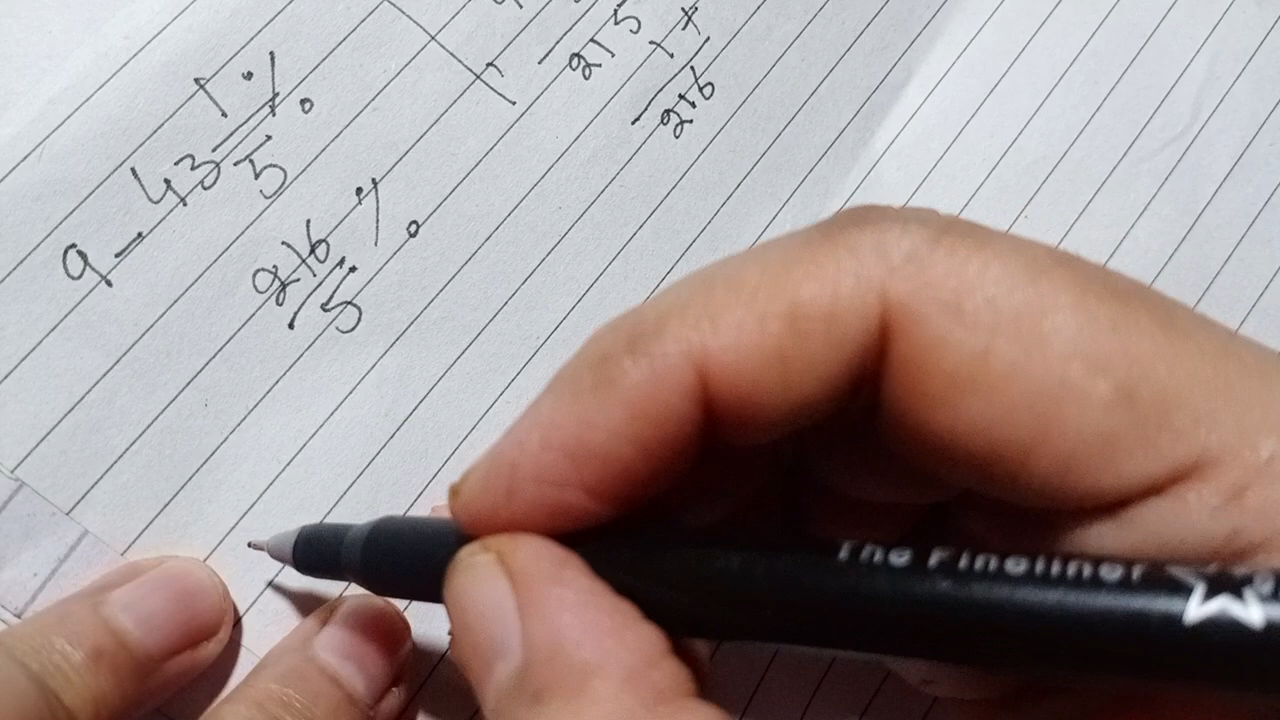 9 - 43 1/5 %
216/5 %
215
1+
216
The Fineliner